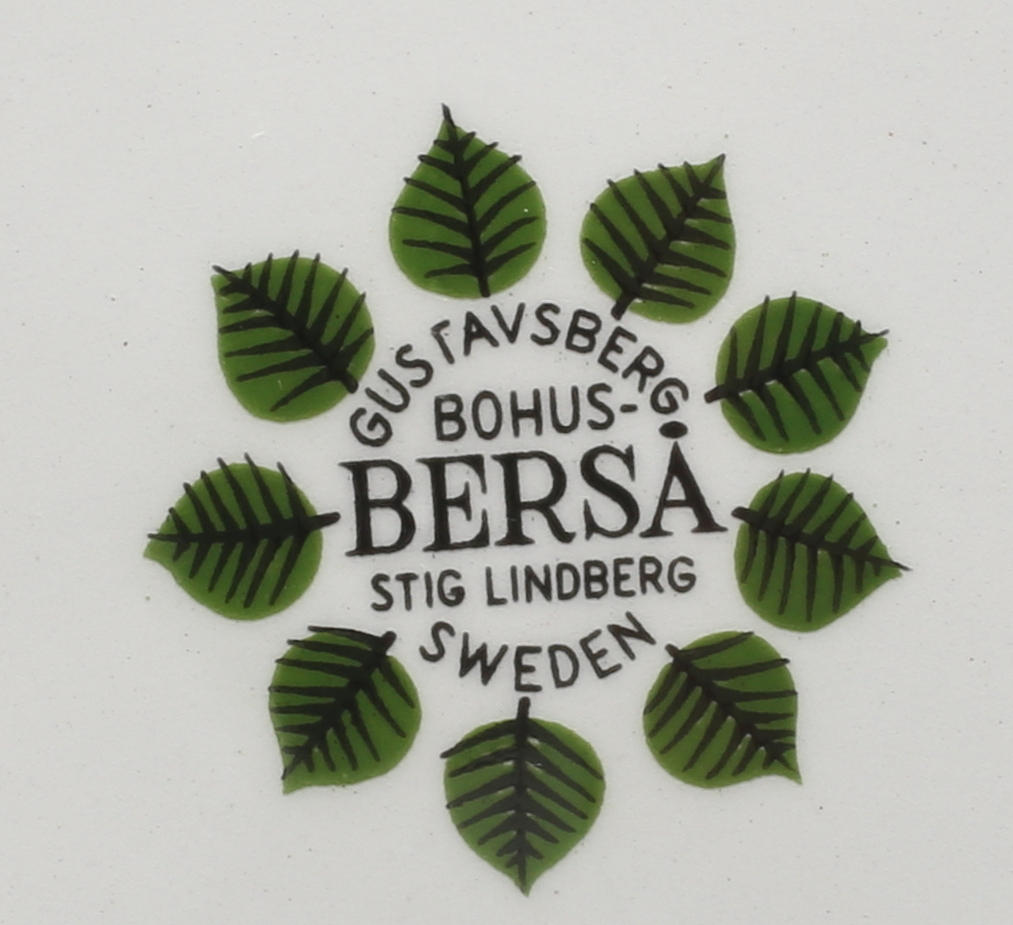 GUSTAVSBERG
BOHUS-
BERSÅ
STIG LINDBERG
SWEDEN